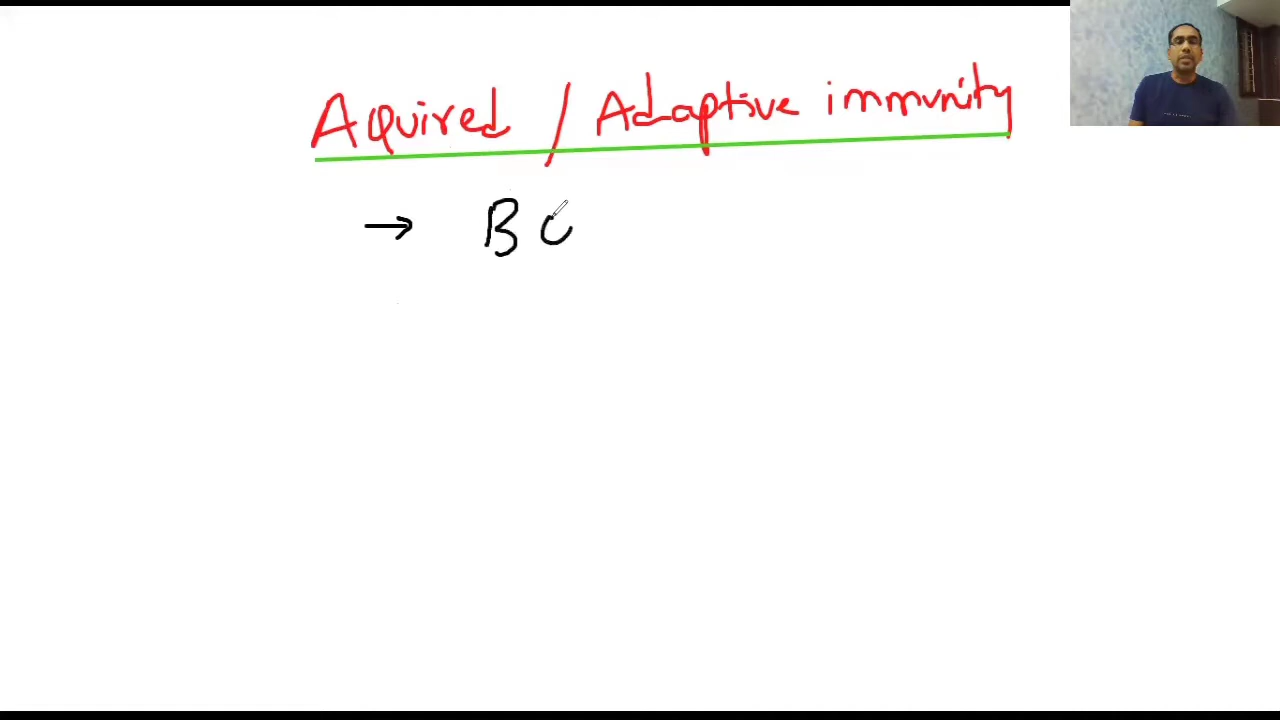 Aquired / Adaptive immunity
→ B C